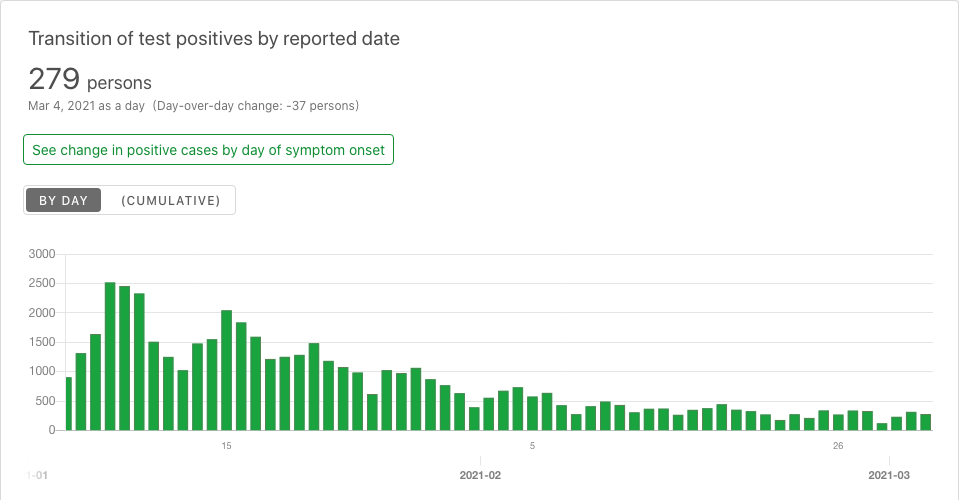 Transition of test positives by reported date
279 persons
Mar 4, 2021 as a day (Day-over-day change: -37 persons)
See change in positive cases by day of symptom onset
BY DAY (CUMULATIVE)
3000
2500
2000
1500
1000
500
0
15 5 26
1-01 2021-02 2021-03